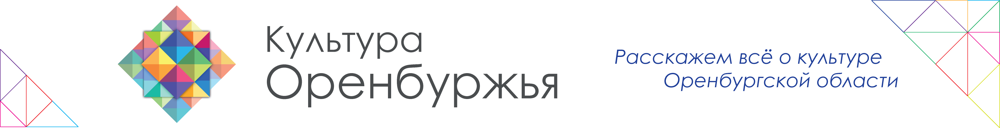 Культура
Оренбуржья
Расскажем всё о культуре
Оренбургской области